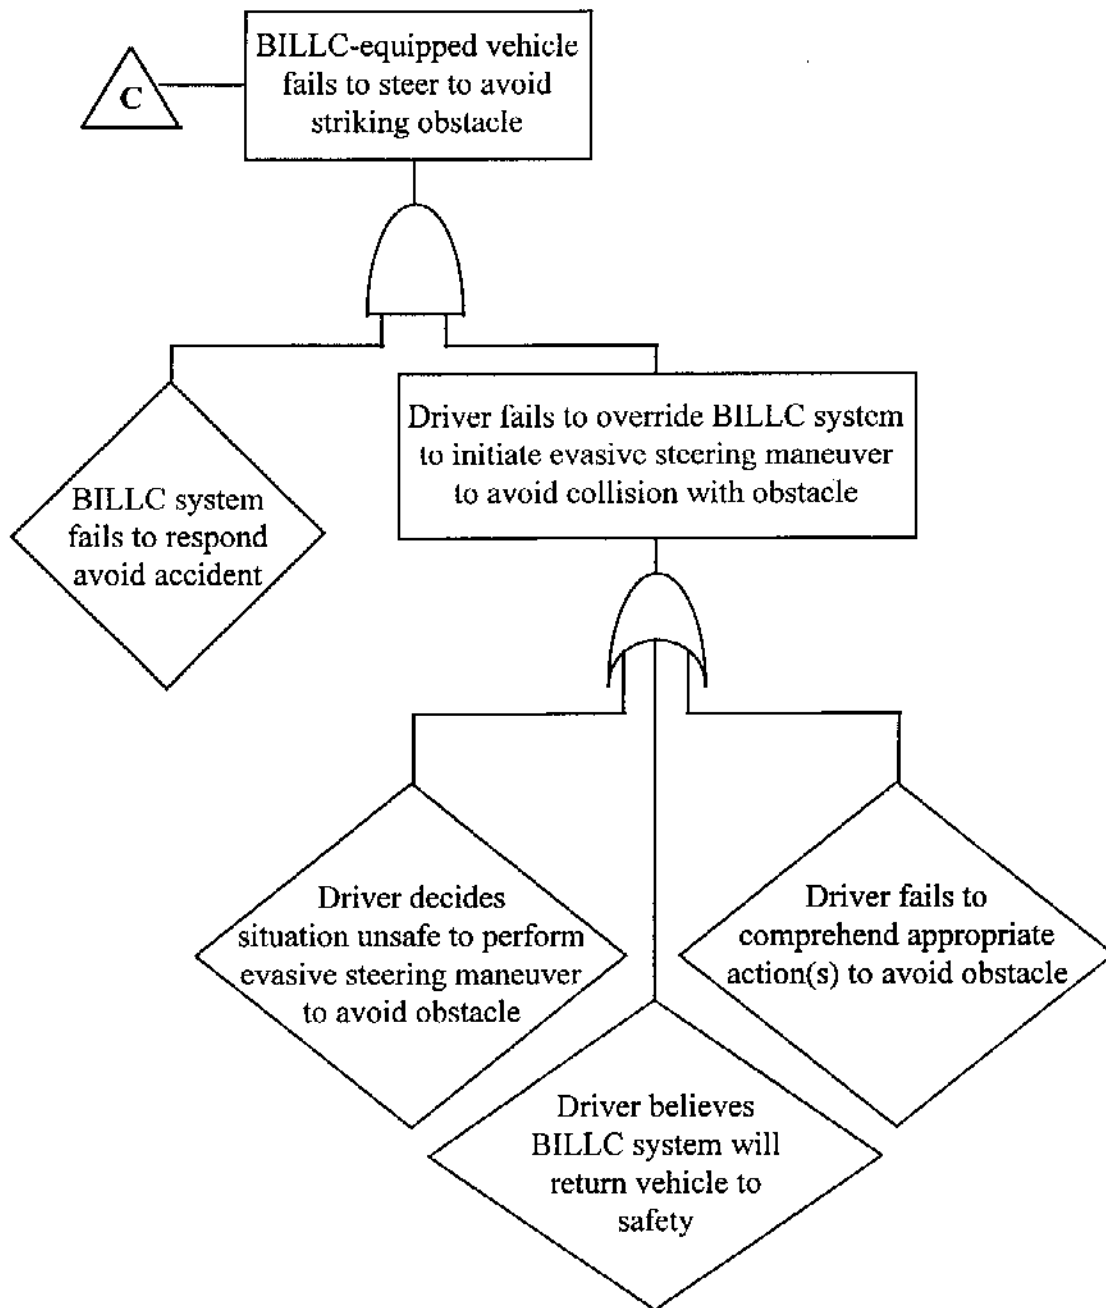 BILLC-equipped vehicle
fails to steer to avoid
striking obstacle
C
Driver fails to override BILLC system
to initiate evasive steering maneuver
to avoid collision with obstacle
BILLC system
fails to respond
avoid accident
Driver decides
situation unsafe to perform
evasive steering maneuver
to avoid obstacle
Driver fails to
comprehend appropriate
action(s) to avoid obstacle
Driver believes
BILLC system will
return vehicle to
safety